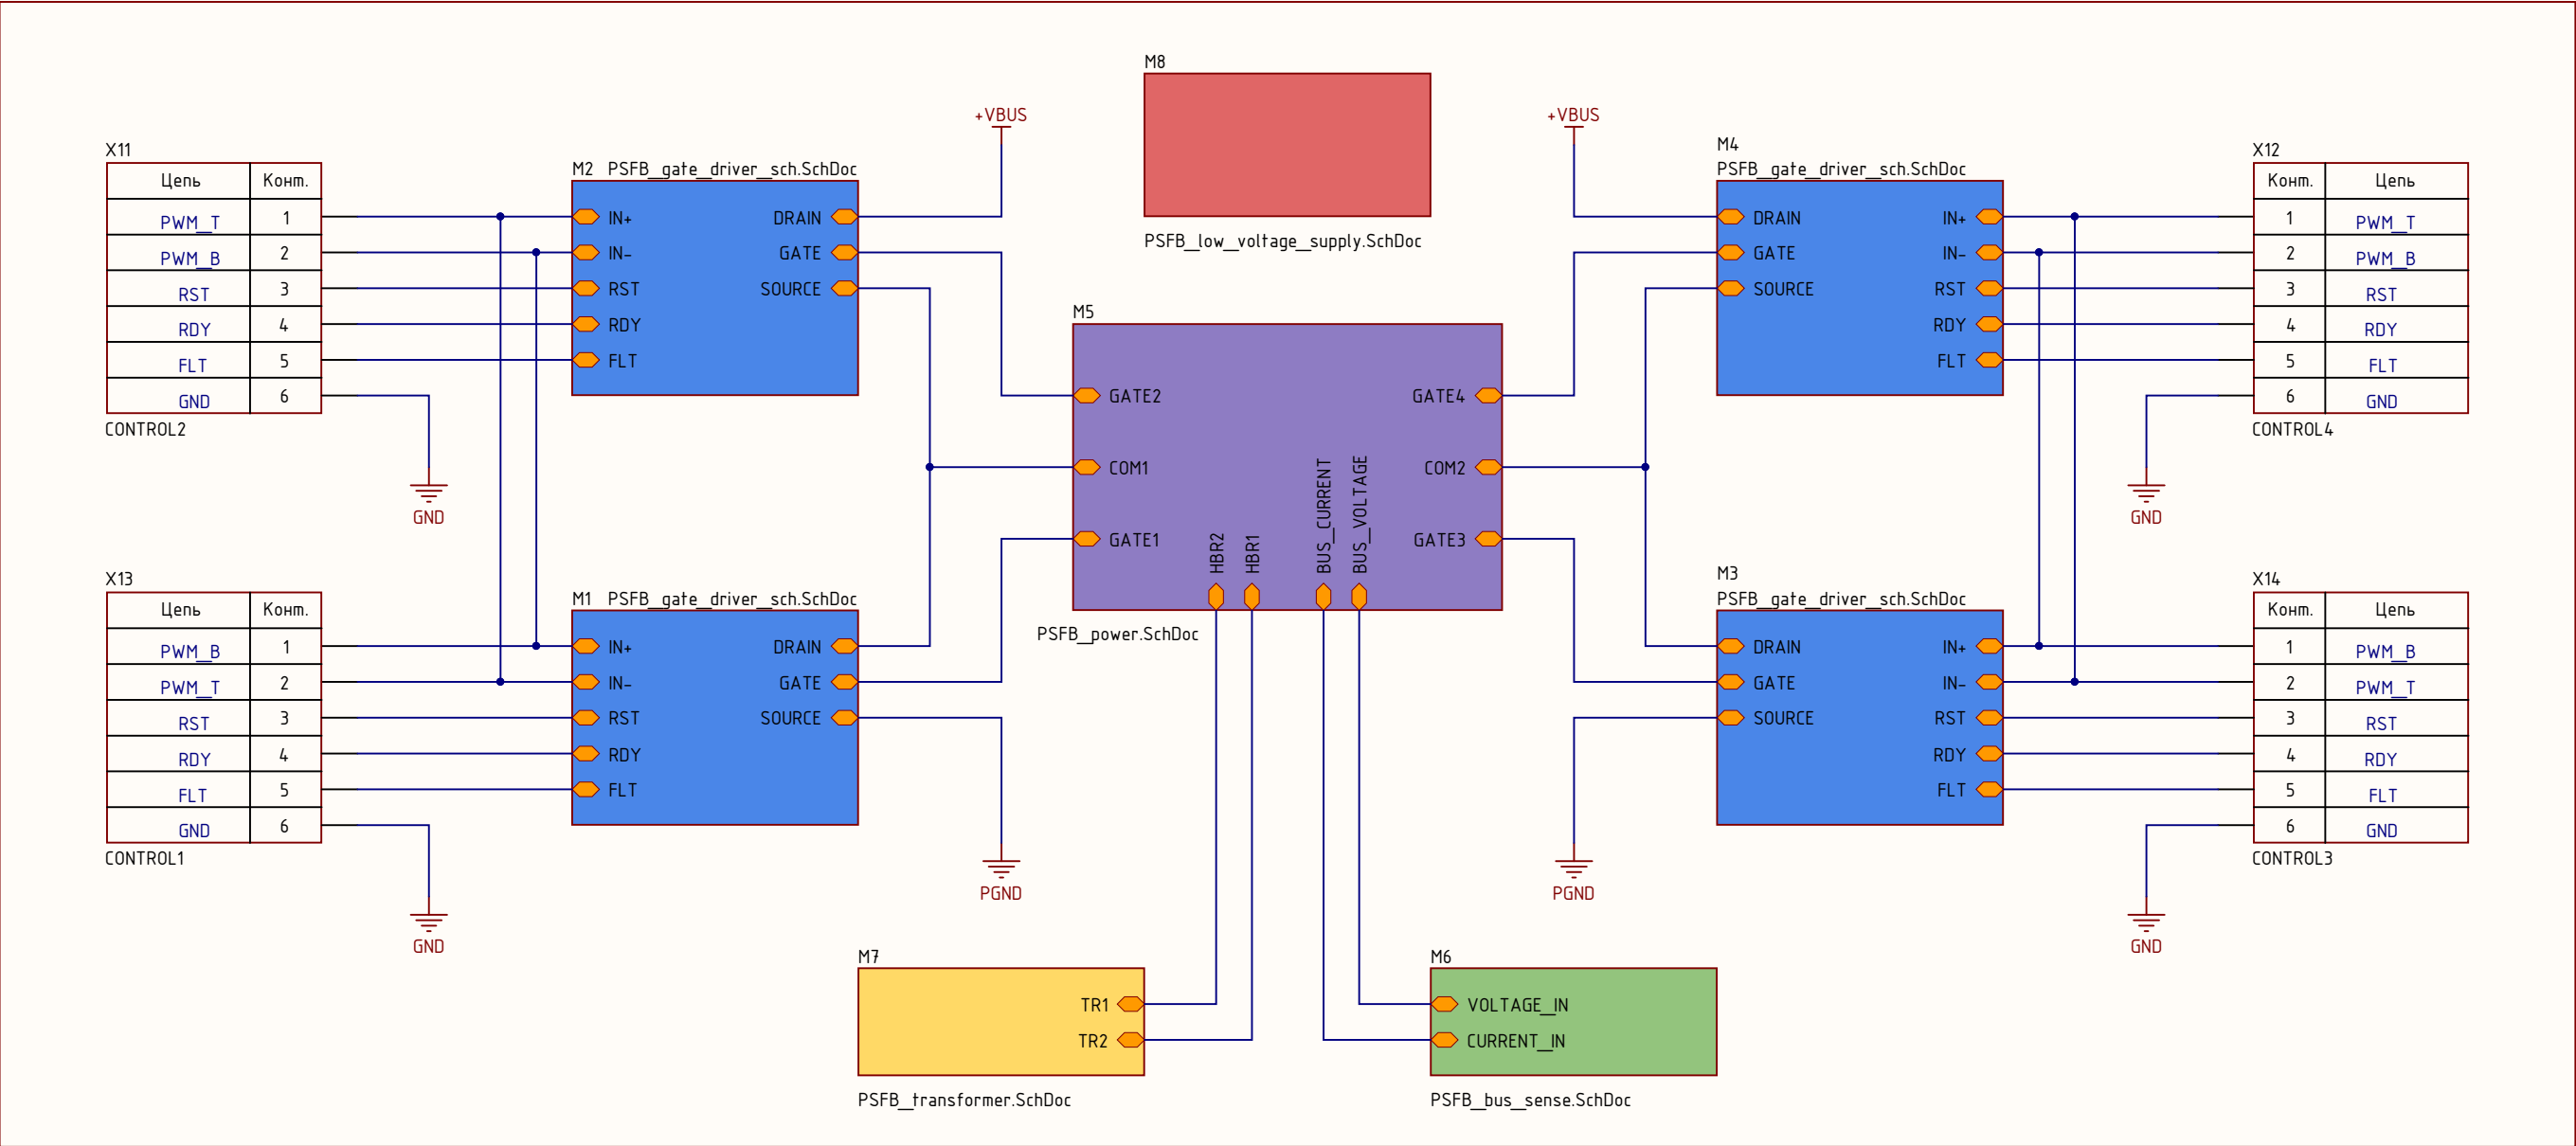 M8
+VBUS
+VBUS
PSFB_low_voltage_supply.SchDoc
X11
Цепь Конт.
PWM_T 1
PWM_B 2
RST 3
RDY 4
FLT 5
GND 6
CONTROL2
GND
M2 PSFB_gate_driver_sch.SchDoc
IN+ DRAIN
IN- GATE
RST SOURCE
RDY
FLT
M4
PSFB_gate_driver_sch.SchDoc
DRAIN IN+
GATE IN-
SOURCE RST
RDY
FLT
X12
Конт. Цепь
1 PWM_T
2 PWM_B
3 RST
4 RDY
5 FLT
6 GND
CONTROL4
GND
M5
GATE2 GATE4
COM1 COM2
GATE1 GATE3
HBR2
HBR1
BUS_CURRENT
BUS_VOLTAGE
PSFB_power.SchDoc
X13
Цепь Конт.
PWM_B 1
PWM_T 2
RST 3
RDY 4
FLT 5
GND 6
CONTROL1
GND
M1 PSFB_gate_driver_sch.SchDoc
IN+ DRAIN
IN- GATE
RST SOURCE
RDY
FLT
PGND
M3
PSFB_gate_driver_sch.SchDoc
DRAIN IN+
GATE IN-
SOURCE RST
RDY
FLT
PGND
X14
Конт. Цепь
1 PWM_B
2 PWM_T
3 RST
4 RDY
5 FLT
6 GND
CONTROL3
GND
M7
TR1
TR2
PSFB_transformer.SchDoc
M6
VOLTAGE_IN
CURRENT_IN
PSFB_bus_sense.SchDoc